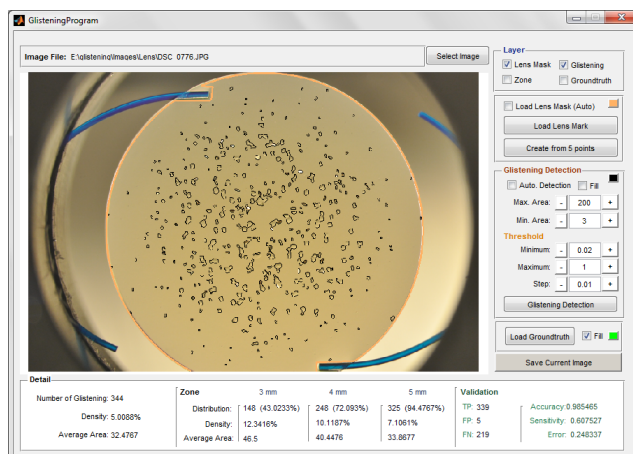 GlisteningProgram
Image File: E:\glistening\Images\Lens\DSC_0776.JPG
Select Image
Layer
Lens Mask
Glistening
Zone
Groundtruth
Load Lens Mask (Auto)
Load Lens Mark
Create from 5 points
Glistening Detection
Auto. Detection
Fill
Max. Area: - 200 +
Min. Area: - 3 +
Threshold
Minimum: - 0.02 +
Maximum: - 1 +
Step: - 0.01 +
Glistening Detection
Load Groundtruth
Fill
Save Current Image
Detail
Number of Glistening: 344
Density: 5.0088%
Average Area: 32.4767
Zone 3 mm 4 mm 5 mm
Distribution: 148 (43.0233%) 248 (72.093%) 325 (94.4767%)
Density: 12.3416% 10.1187% 7.1061%
Average Area: 46.5 40.4476 33.8677
Validation
TP: 339 Accuracy: 0.985465
FP: 5 Sensitivity: 0.607527
FN: 219 Error: 0.248337